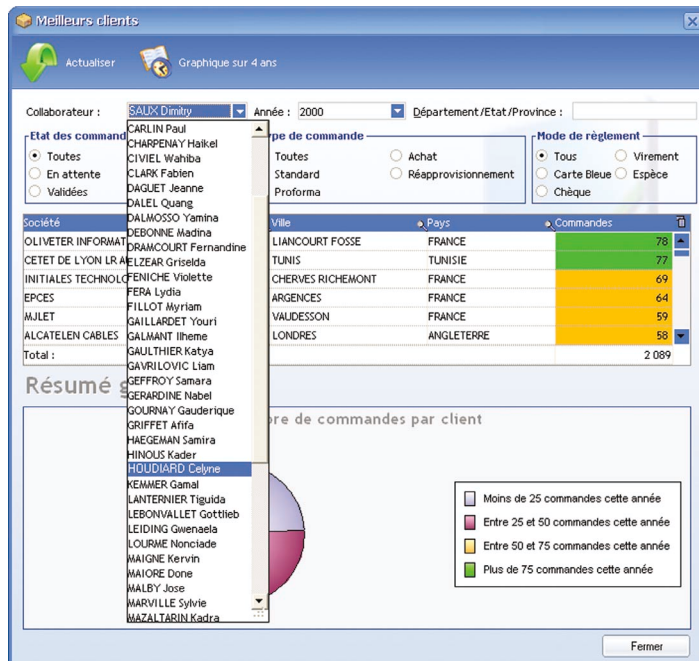 Meilleurs clients
Actualiser
Graphique sur 4 ans
Collaborateur : SAUX Dimitry Année : 2000 Département/Etat/Province :
Etat des command
Toutes
En attente
Validées
ype de commande
Toutes Achat
Standard Réapprovisionnement
Proforma
Mode de règlement
Tous Virement
Carte Bleue Espèce
Chèque
Société Ville Pays Commandes
OLIVETER INFORMAT LIANCOURT FOSSE FRANCE 78
CETET DE LYON LR A TUNIS TUNISIE 77
INITIALES TECHNOLO CHERVES RICHEMONT FRANCE 69
EPCES ARGENCES FRANCE 64
MJLET VAUDESSON FRANCE 59
ALCATELEN CABLES LONDRES ANGLETERRE 58
Total : 2 089
CARLIN Paul
CHARPENAY Haikel
CIVIEL Wahiba
CLARK Fabien
DAGUET Jeanne
DALEL Quang
DALMOSSO Yamina
DEBONNE Madina
DRAMCOURT Fernandine
ELZEAR Griselda
FENICHE Violette
FERA Lydia
FILLOT Myriam
GAILLARDET Youri
GALMANT Ilheme
GAULTHIER Katya
GAVRILOVIC Liam
GEFFROY Samara
GERARDINE Nabel
GOURNAY Gauderique
GRIFFET Afifa
HAEGEMAN Samira
HINOUS Kader
HOUDIARD Celyne
KEMMER Gamal
LANTERNIER Tiguida
LEBONVALLET Gottlieb
LEIDING Gwenaela
LOURME Nonciade
MAIGNE Kervin
MAIORE Done
MALBY Jose
MARVILLE Sylvie
MAZALTARIN Kadra
Résumé g
re de commandes par client
Moins de 25 commandes cette année
Entre 25 et 50 commandes cette année
Entre 50 et 75 commandes cette année
Plus de 75 commandes cette année
Fermer